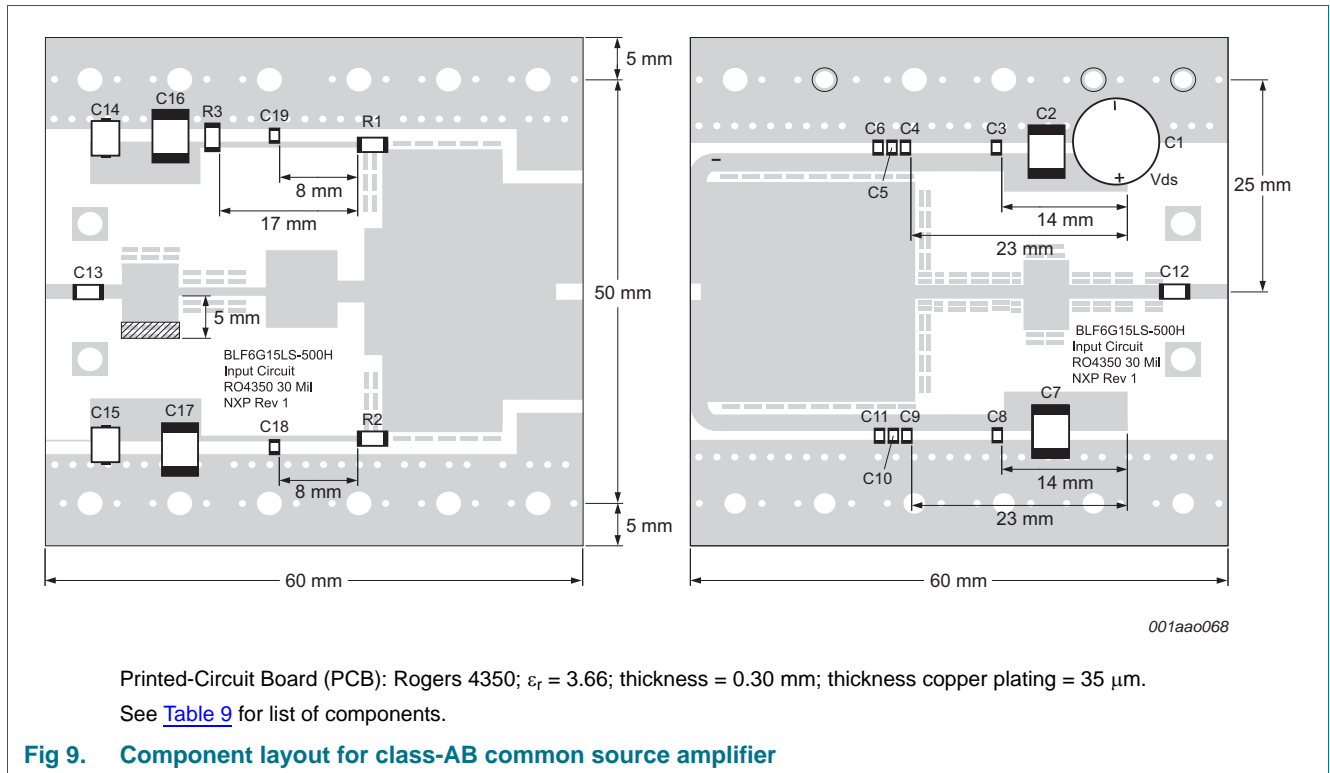 C14
C16
R3
C19
R1
8 mm
17 mm
C13
5 mm
BLF6G15LS-500H
Input Circuit
RO4350 30 Mil
NXP Rev 1
C15
C17
C18
R2
8 mm
60 mm
5 mm
50 mm
5 mm
C6
C4
C5
C3
C2
C1
–
+
Vds
–
14 mm
23 mm
25 mm
C12
BLF6G15LS-500H
Input Circuit
RO4350 30 Mil
NXP Rev 1
C7
C11
C9
C10
C8
14 mm
23 mm
60 mm
001aao068
Printed-Circuit Board (PCB): Rogers 4350; εr = 3.66; thickness = 0.30 mm; thickness copper plating = 35 μm.
See Table 9 for list of components.
Fig 9. Component layout for class-AB common source amplifier